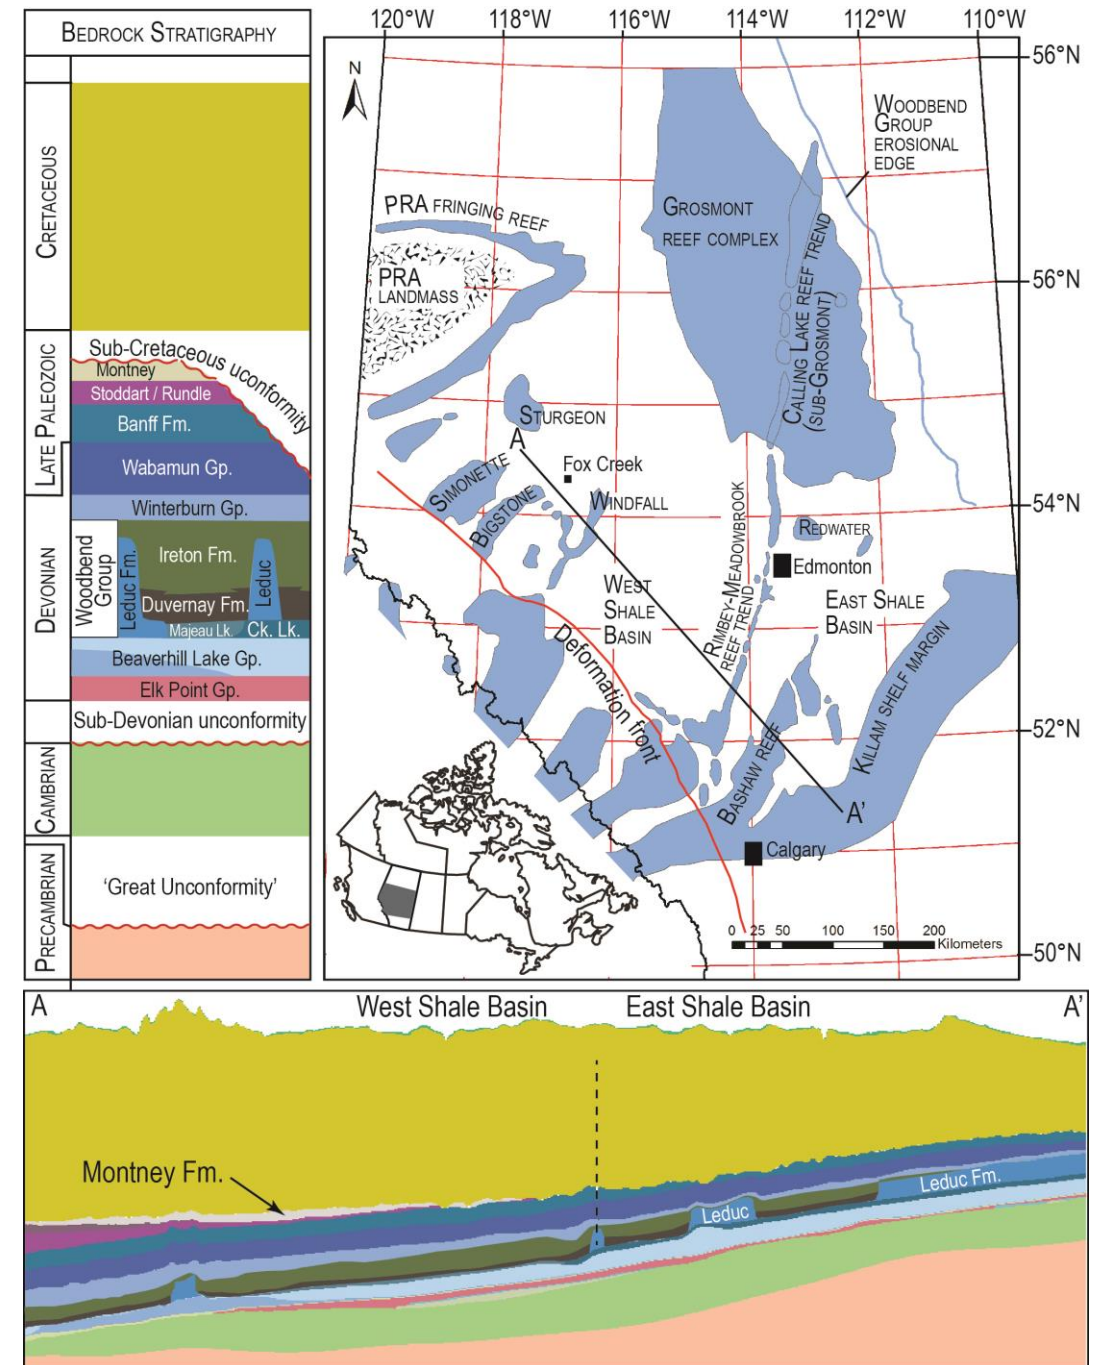 BEDROCK STRATIGRAPHY
CRETACEOUS
LATE PALEOZOIC
DEVONIAN
CAMBRIAN
PRECAMBRIAN
Sub-Cretaceous uconformity
Montney
Stoddart / Rundle
Banff Fm.
Wabamun Gp.
Winterburn Gp.
Woodbend
Group
Leduc Fm.
Ireton Fm.
Leduc
Duvernay Fm.
Majeau Lk.
Ck. Lk.
Beaverhill Lake Gp.
Elk Point Gp.
Sub-Devonian unconformity
'Great Unconformity'
120°W
118°W
116°W
114°W
112°W
110°W
56°N
56°N
54°N
52°N
50°N
N
WOODBEND
GROUP
EROSIONAL
EDGE
PRA FRINGING REEF
PRA
LANDMASS
GROSMONT
REEF COMPLEX
CALLING LAKE REEF TREND
(SUB-GROSMONT)
STURGEON
A
Fox Creek
SIMONETTE
BIGSTONE
WINDFALL
REDWATER
Edmonton
WEST
SHALE
BASIN
RIMBEY-MEADOWBROOK
REEF TREND
EAST SHALE
BASIN
Deformation front
KILLAM SHELF MARGIN
BASHAW REEF
A'
Calgary
0 25 50 100 150 200
Kilometers
A
West Shale Basin
East Shale Basin
A'
Montney Fm.
Leduc
Leduc Fm.